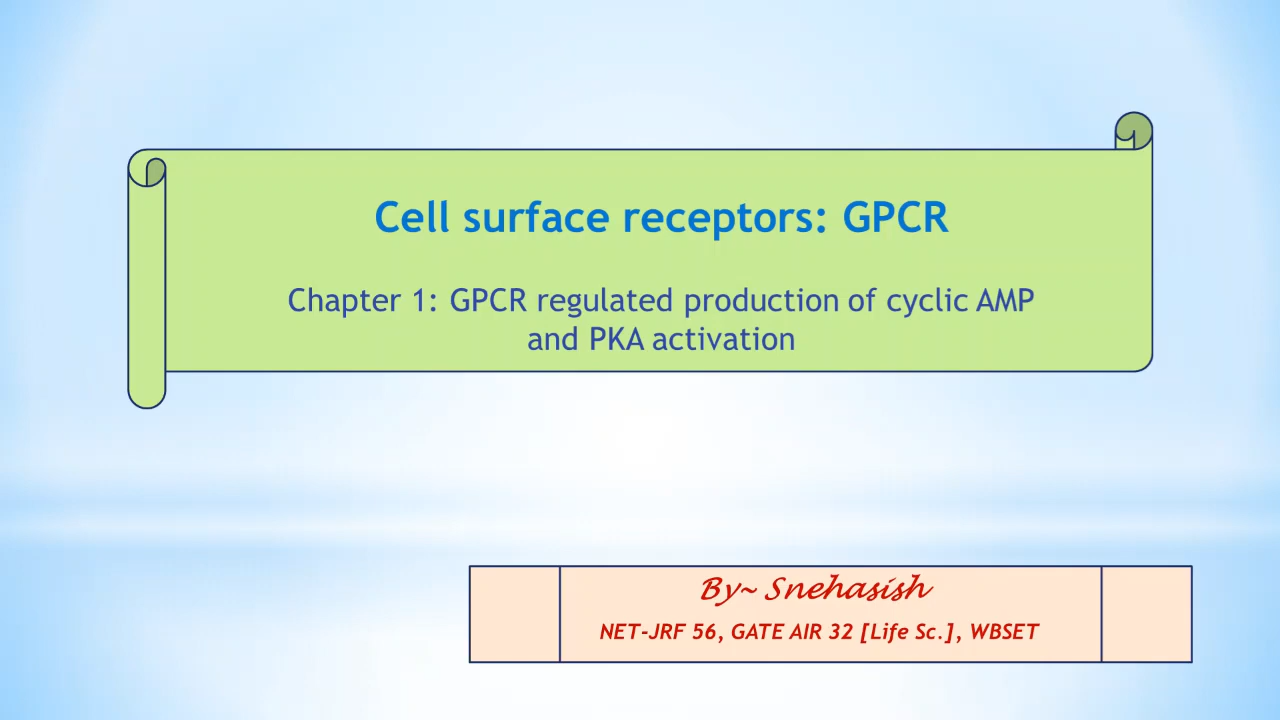 Cell surface receptors: GPCR
Chapter 1: GPCR regulated production of cyclic AMP
and PKA activation
By~ Snehasish
NET-JRF 56, GATE AIR 32 [Life Sc.], WBSET